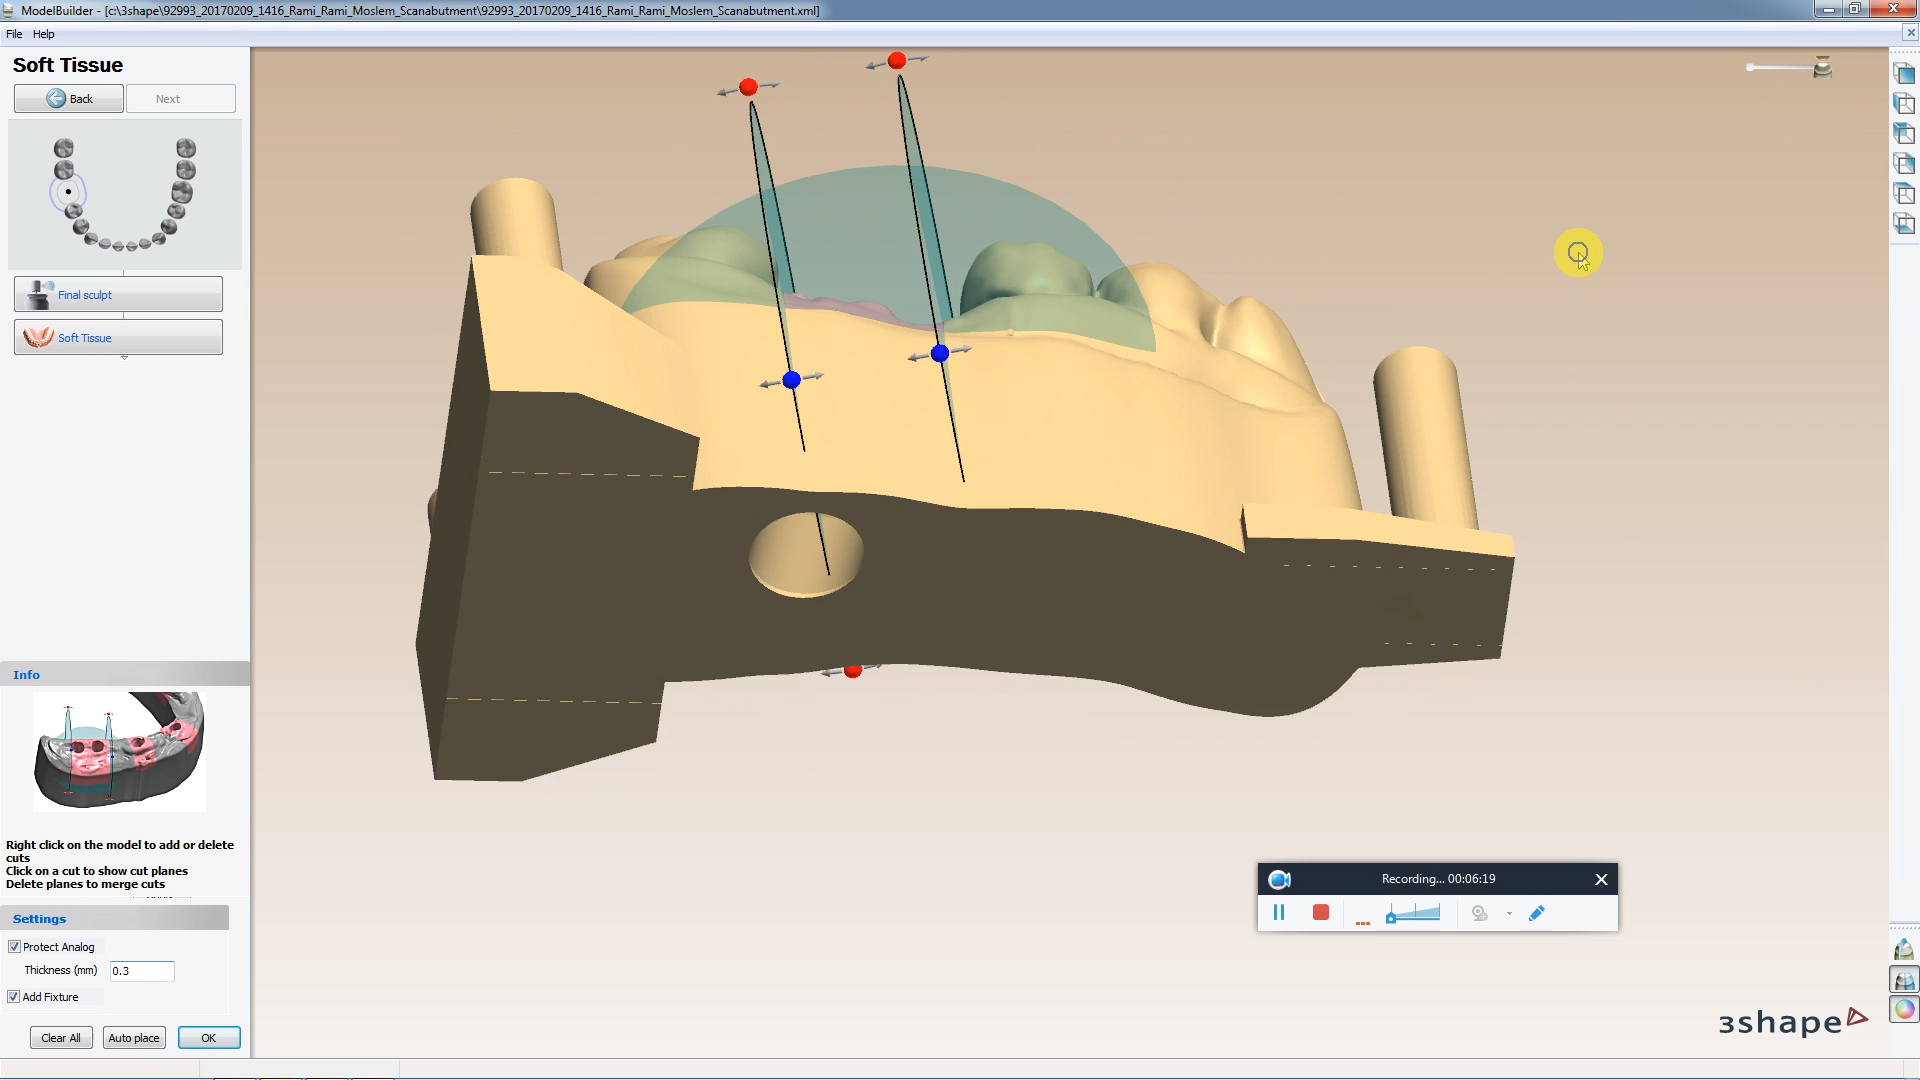 ModelBuilder - [c:\3shape\92993_20170209_1416_Rami_Rami_Moslem_Scanabutment\92993_20170209_1416_Rami_Rami_Moslem_Scanabutment.xml]
File Help
Soft Tissue
Back Next
Final sculpt
Soft Tissue
Info
Right click on the model to add or delete
cuts
Click on a cut to show cut planes
Delete planes to merge cuts
Settings
Protect Analog
Thickness (mm) 0.3
Add Fixture
Clear All Auto place OK
Recording... 00:06:19
3shape